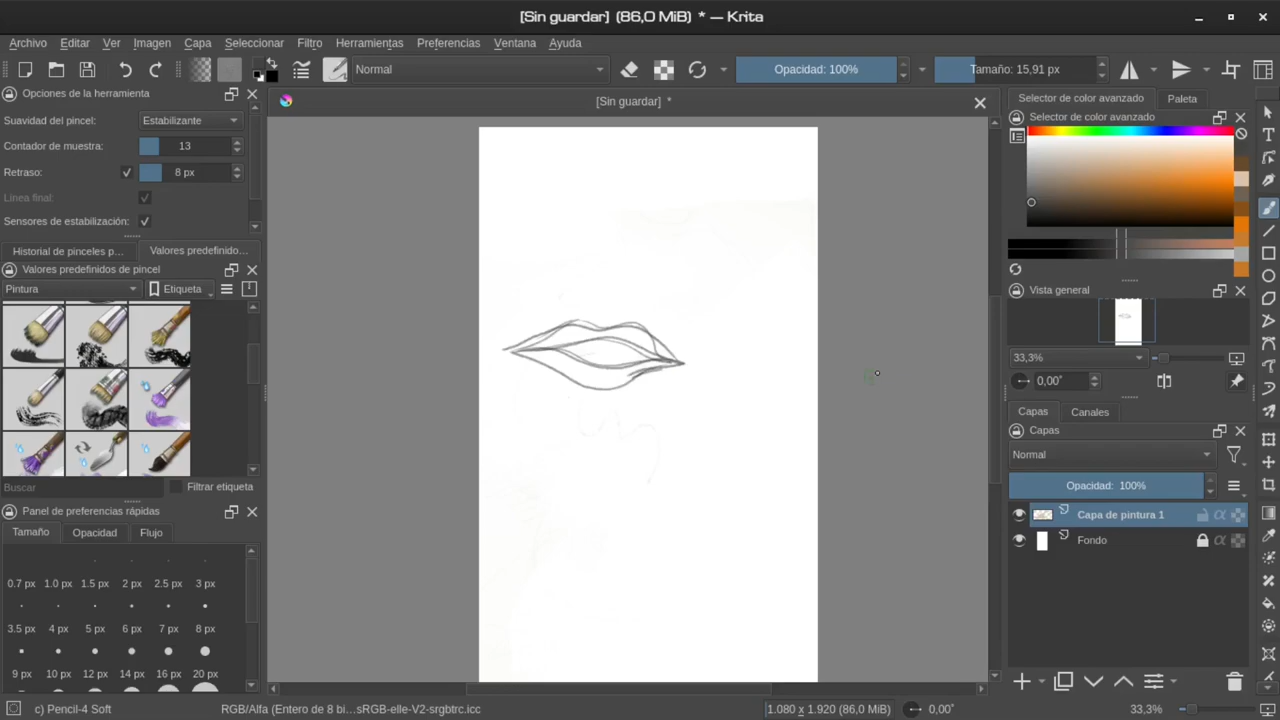 [Sin guardar] (86,0 MiB) * — Krita
Archivo Editar Ver Imagen Capa Seleccionar Filtro Herramientas Preferencias Ventana Ayuda
Normal Opacidad: 100% Tamaño: 15,91 px
Opciones de la herramienta
Suavidad del pincel: Estabilizante
Contador de muestra: 13
Retraso: 8 px
Línea final:
Sensores de estabilización:
Historial de pinceles p... Valores predefinido...
Valores predefinidos de pincel
Pintura Etiqueta
Buscar Filtrar etiqueta
Panel de preferencias rápidas
Tamaño Opacidad Flujo
0.7 px 1.0 px 1.5 px 2 px 2.5 px 3 px
3.5 px 4 px 5 px 6 px 7 px 8 px
9 px 10 px 12 px 14 px 16 px 20 px
[Sin guardar] *
Selector de color avanzado Paleta
Selector de color avanzado
Vista general
33,3%
0,00°
Capas Canales
Capas
Normal
Opacidad: 100%
Capa de pintura 1
Fondo
c) Pencil-4 Soft RGB/Alfa (Entero de 8 bi...sRGB-elle-V2-srgbtrc.icc 1.080 x 1.920 (86,0 MiB) 0,00° 33,3%